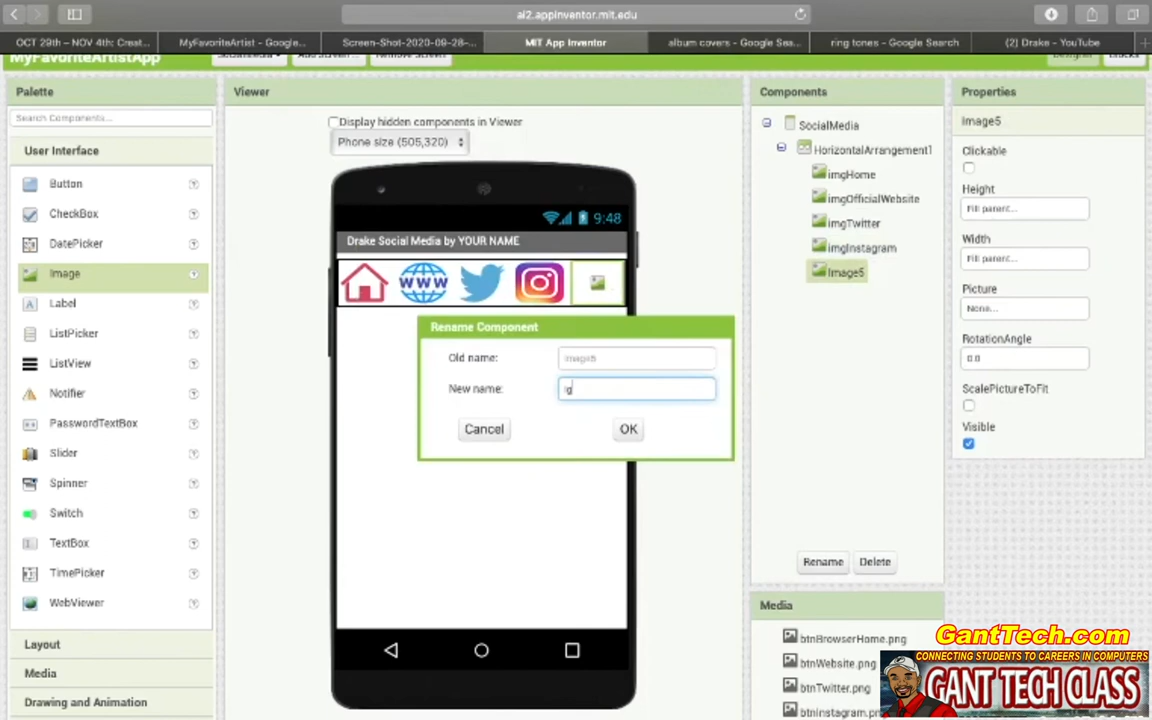 ai2.appinventor.mit.edu
OCT 29th – NOV 4th: Creat...
MyFavoriteArtist - Google...
Screen-Shot-2020-09-28-...
MIT App Inventor
album covers - Google Sea...
ring tones - Google Search
(2) Drake - YouTube
MyFavoriteArtistApp
Palette
Viewer
Components
Properties
Search Components...
User Interface
Button
CheckBox
DatePicker
Image
Label
ListPicker
ListView
Notifier
PasswordTextBox
Slider
Spinner
Switch
TextBox
TimePicker
WebViewer
Layout
Media
Drawing and Animation
Display hidden components in Viewer
Phone size (505,320)
9:48
Drake Social Media by YOUR NAME
www
Rename Component
Old name:
Image5
New name:
Cancel
OK
SocialMedia
HorizontalArrangement1
imgHome
imgOfficialWebsite
imgTwitter
imgInstagram
Image5
Rename
Delete
Media
btnBrowserHome.png
btnWebsite.png
btnTwitter.png
btnInstagram.png
Image5
Clickable
Height
Fill parent...
Width
Fill parent...
Picture
None...
RotationAngle
0.0
ScalePictureToFit
Visible
GantTech.com
CONNECTING STUDENTS TO CAREERS IN COMPUTERS
GANT TECH CLASS